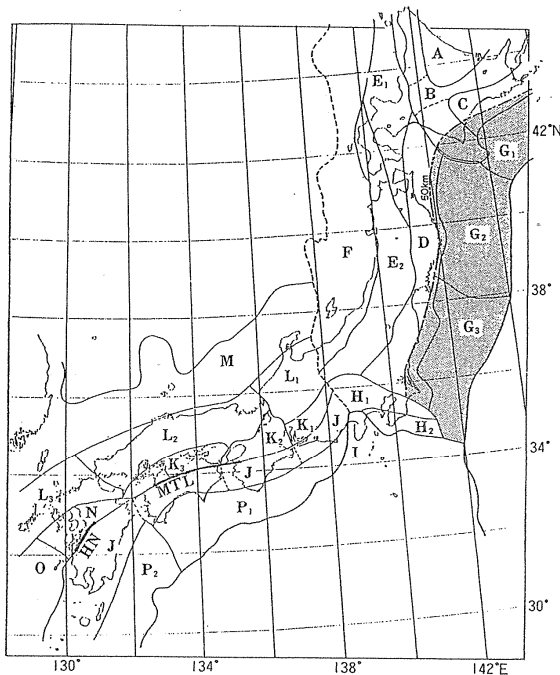 A
E₁
B
C
42°N
G₁
50km
G₂
F
D
E₂
38°
G₃
M
L₁
H₁
L₂
K₁
J
K₂
H₂
34°
K₃
I
J
MTL
L₃
P₁
N
HN
J
O
P₂
30°
130° 134° 138° 142°E